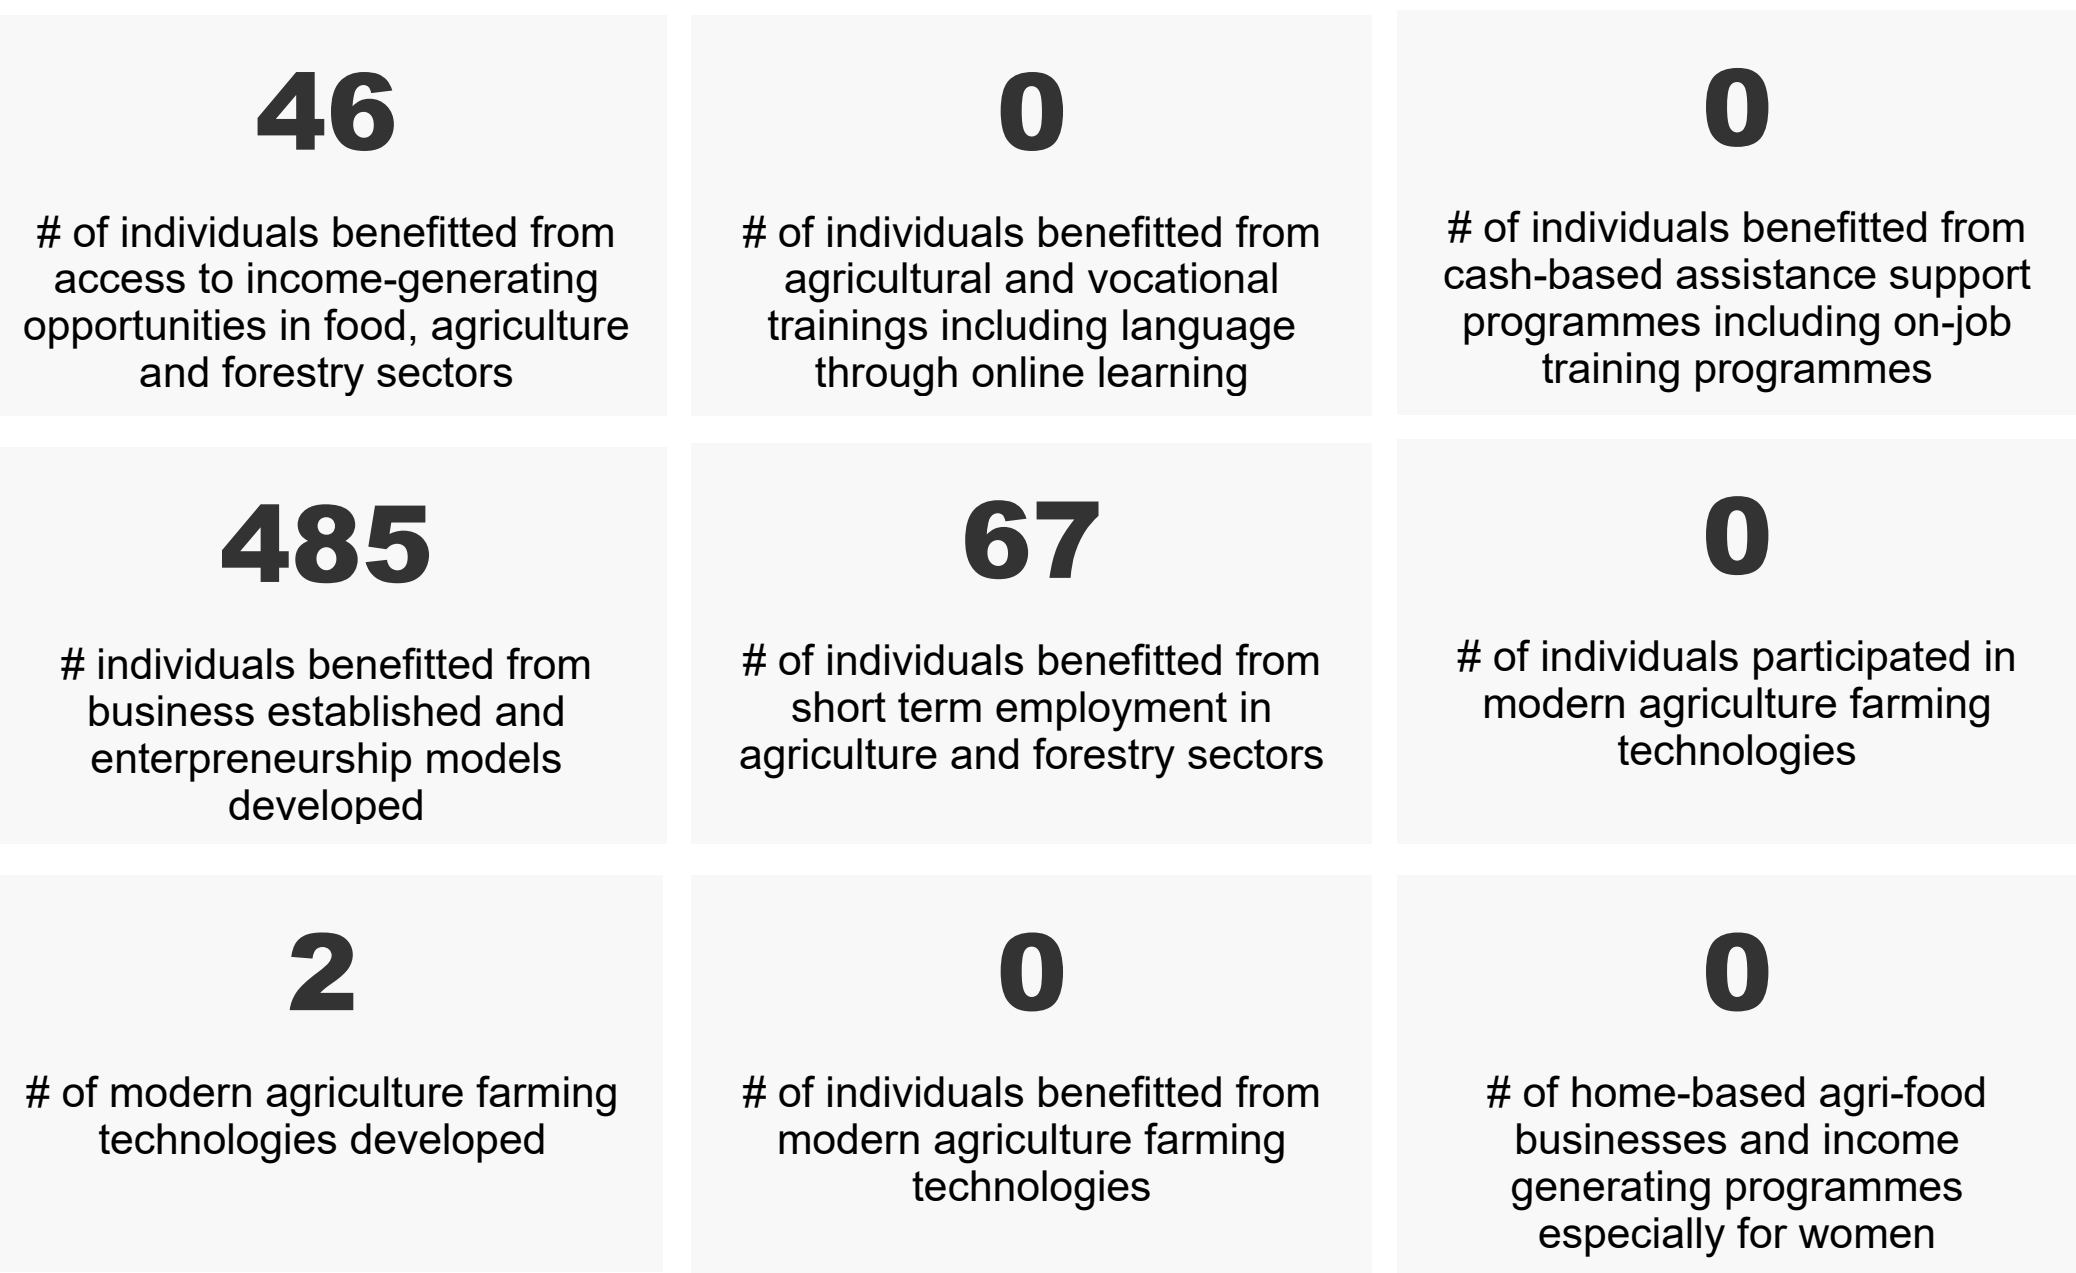 46
# of individuals benefitted from
access to income-generating
opportunities in food, agriculture
and forestry sectors
0
# of individuals benefitted from
agricultural and vocational
trainings including language
through online learning
0
# of individuals benefitted from
cash-based assistance support
programmes including on-job
training programmes
485
# individuals benefitted from
business established and
enterpreneurship models
developed
67
# of individuals benefitted from
short term employment in
agriculture and forestry sectors
0
# of individuals participated in
modern agriculture farming
technologies
2
# of modern agriculture farming
technologies developed
0
# of individuals benefitted from
modern agriculture farming
technologies
0
# of home-based agri-food
businesses and income
generating programmes
especially for women